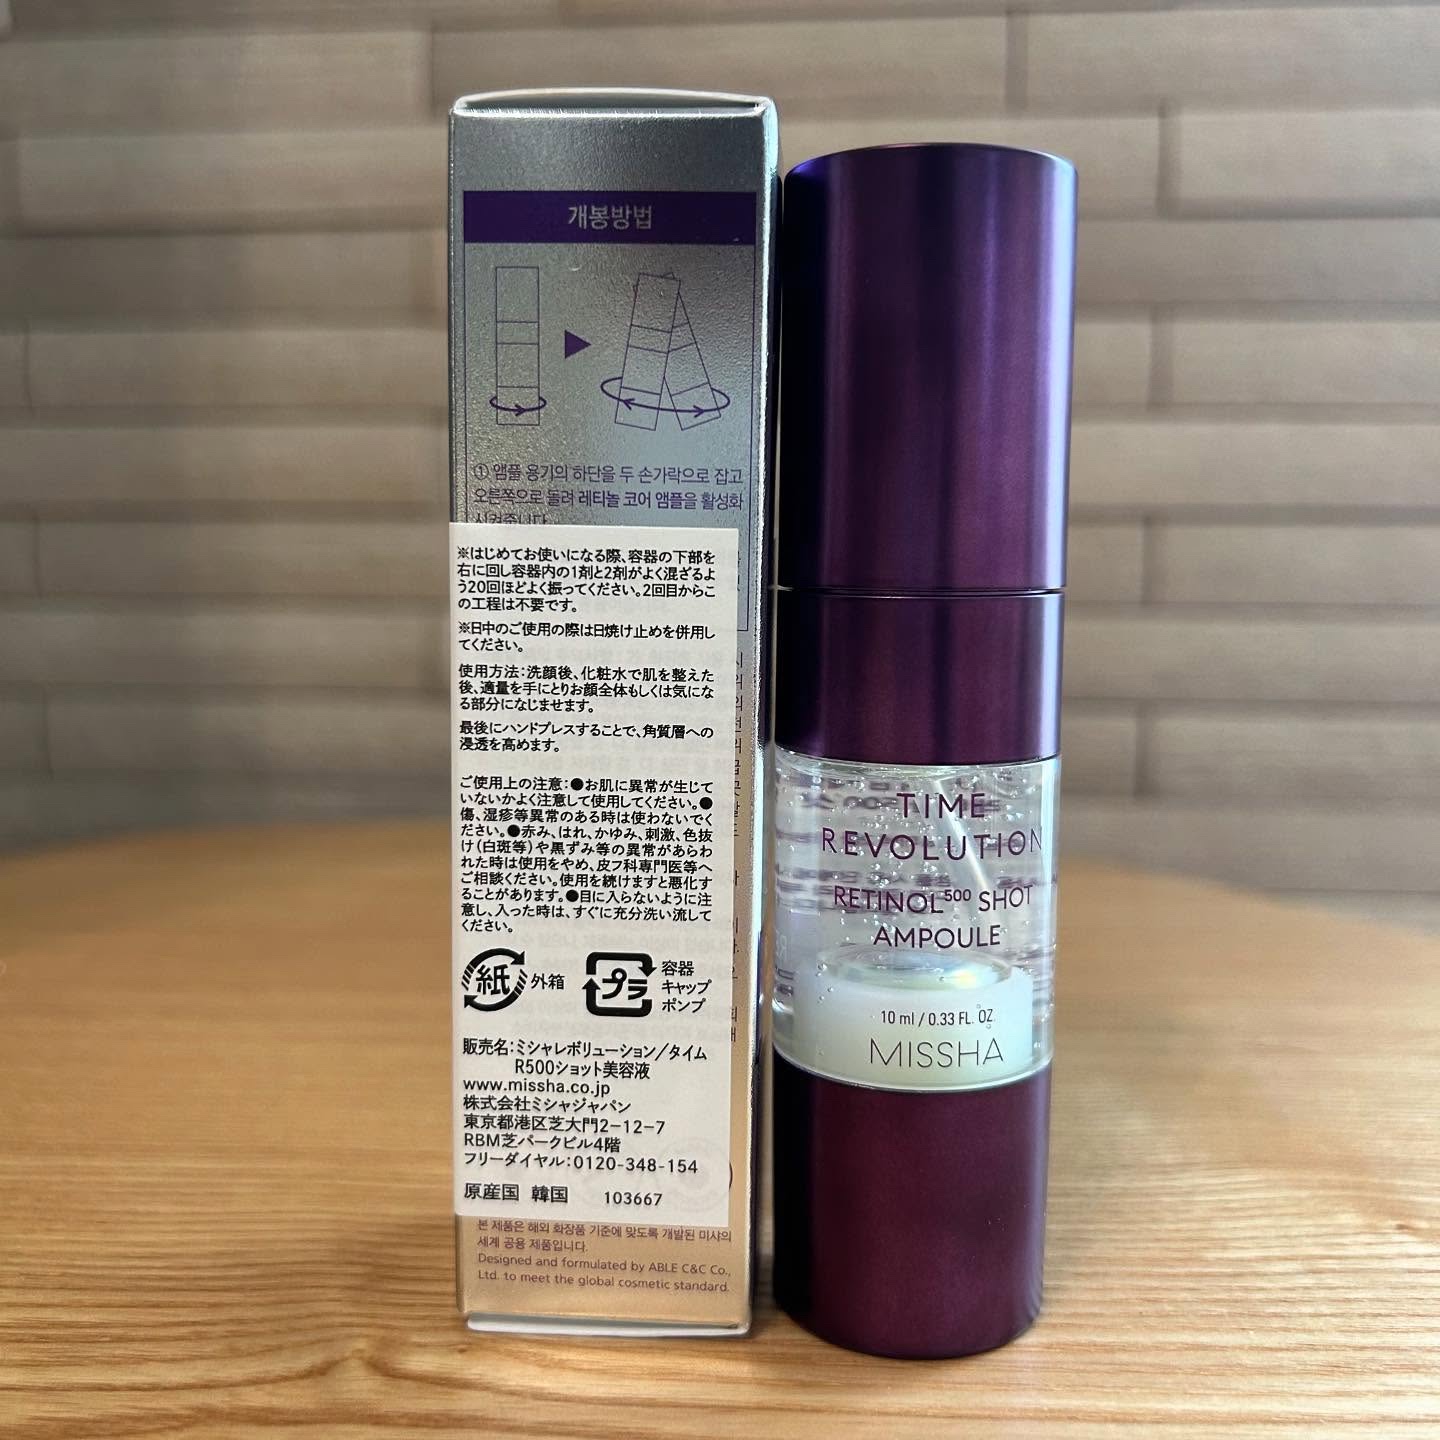 개봉방법
① 앰플 용기의 하단을 두 손가락으로 잡고
오른쪽으로 돌려 레티놀 코어 앰플을 활성화
시켜줍니다
※はじめてお使いになる際、容器の下部を
右に回し容器内の1剤と2剤がよく混ざるよ
う20回ほどよく振ってください。2回目からこ
の工程は不要です。
※日中のご使用の際は日焼け止めを併用し
てください。
使用方法:洗顔後、化粧水で肌を整えた
後、適量を手にとりお顔全体もしくは気にな
る部分になじませます。
最後にハンドプレスすることで、角質層への
浸透を高めます。
ご使用上の注意:●お肌に異常が生じて
いないかよく注意して使用してください。●
傷、湿疹等異常のある時は使わないでく
ださい。●赤み、はれ、かゆみ、刺激、色抜
け(白斑等)や黒ずみ等の異常があらわ
れた時は使用をやめ、皮フ科専門医等へ
ご相談ください。使用を続けますと悪化す
ることがあります。●目に入らないように注
意し、入った時は、すぐに充分洗い流して
ください。
紙 外箱
プラ 容器
キャップ
ポンプ
販売名:ミシャレボリューション/タイム
R500ショット美容液
www.missha.co.jp
株式会社ミシャジャパン
東京都港区芝大門2-12-7
RBM芝パークビル4階
フリーダイヤル:0120-348-154
原産国 韓国 103667
본 제품은 해외 화장품 기준에 맞도록 개발된 미샤의
세계 공용 제품입니다.
Designed and formulated by ABLE C&C Co.,
Ltd. to meet the global cosmetic standard.
TIME
REVOLUTION
RETINOL⁵⁰⁰ SHOT
AMPOULE
10 ml / 0.33 FL. OZ.
MISSHA